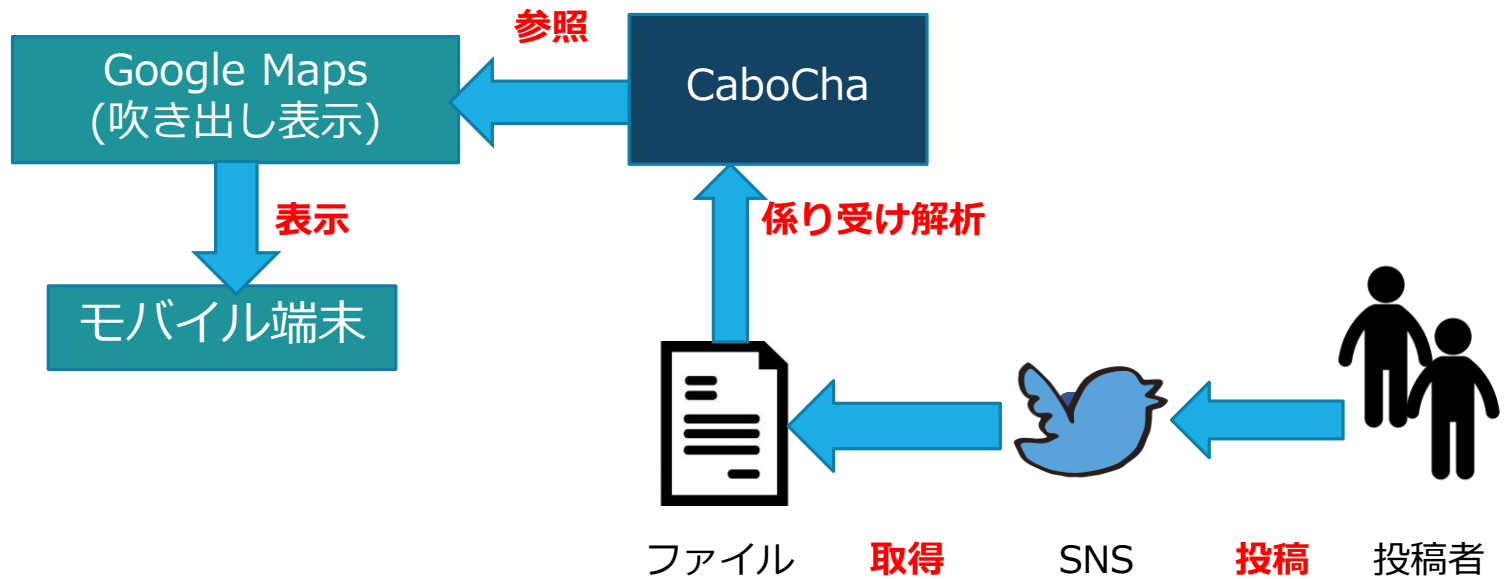 参照
Google Maps
(吹き出し表示)
CaboCha
表示
係り受け解析
モバイル端末
ファイル
取得
SNS
投稿
投稿者